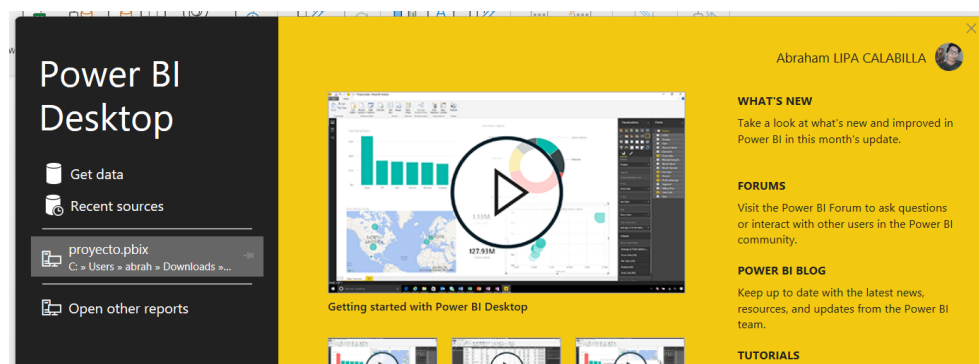 Power BI
Desktop
Get data
Recent sources
proyecto.pbix
C: » Users » abrah » Downloads »...
Open other reports
127.93M
Getting started with Power BI Desktop
Abraham LIPA CALABILLA
WHAT'S NEW
Take a look at what's new and improved in
Power BI in this month's update.
FORUMS
Visit the Power BI Forum to ask questions
or interact with other users in the Power BI
community.
POWER BI BLOG
Keep up to date with the latest news,
resources, and updates from the Power BI
team.
TUTORIALS